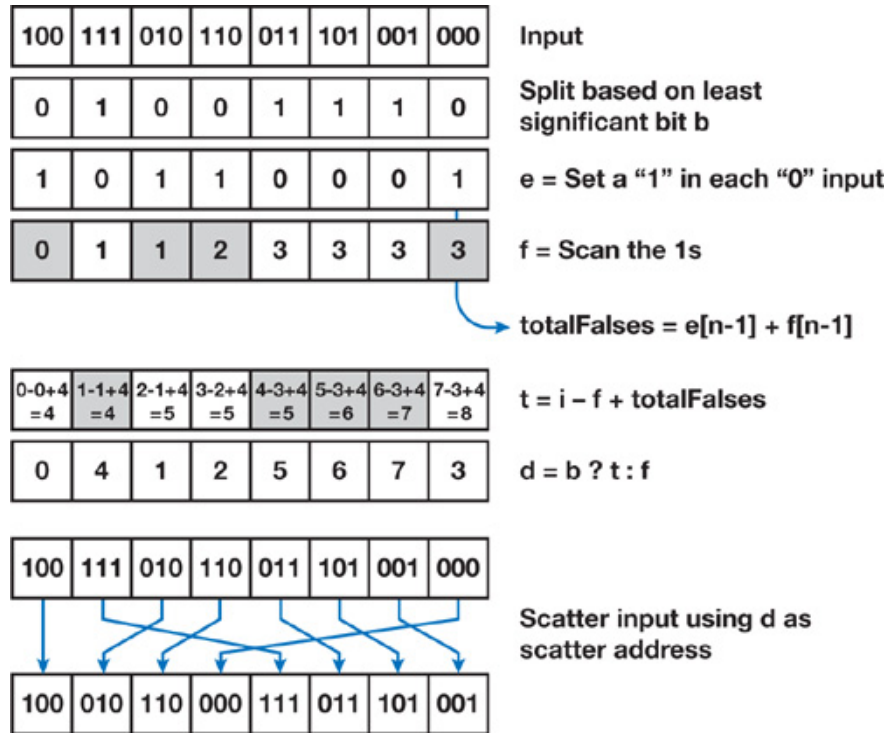 100 111 010 110 011 101 001 000 Input
0 1 0 0 1 1 1 0 Split based on least
significant bit b
1 0 1 1 0 0 0 1 e = Set a “1” in each “0” input
0 1 1 2 3 3 3 3 f = Scan the 1s
totalFalses = e[n-1] + f[n-1]
0-0+4 1-1+4 2-1+4 3-2+4 4-3+4 5-3+4 6-3+4 7-3+4
=4 =4 =5 =5 =5 =6 =7 =8
t = i – f + totalFalses
0 4 1 2 5 6 7 3 d = b ? t : f
100 111 010 110 011 101 001 000
Scatter input using d as
scatter address
100 010 110 000 111 011 101 001